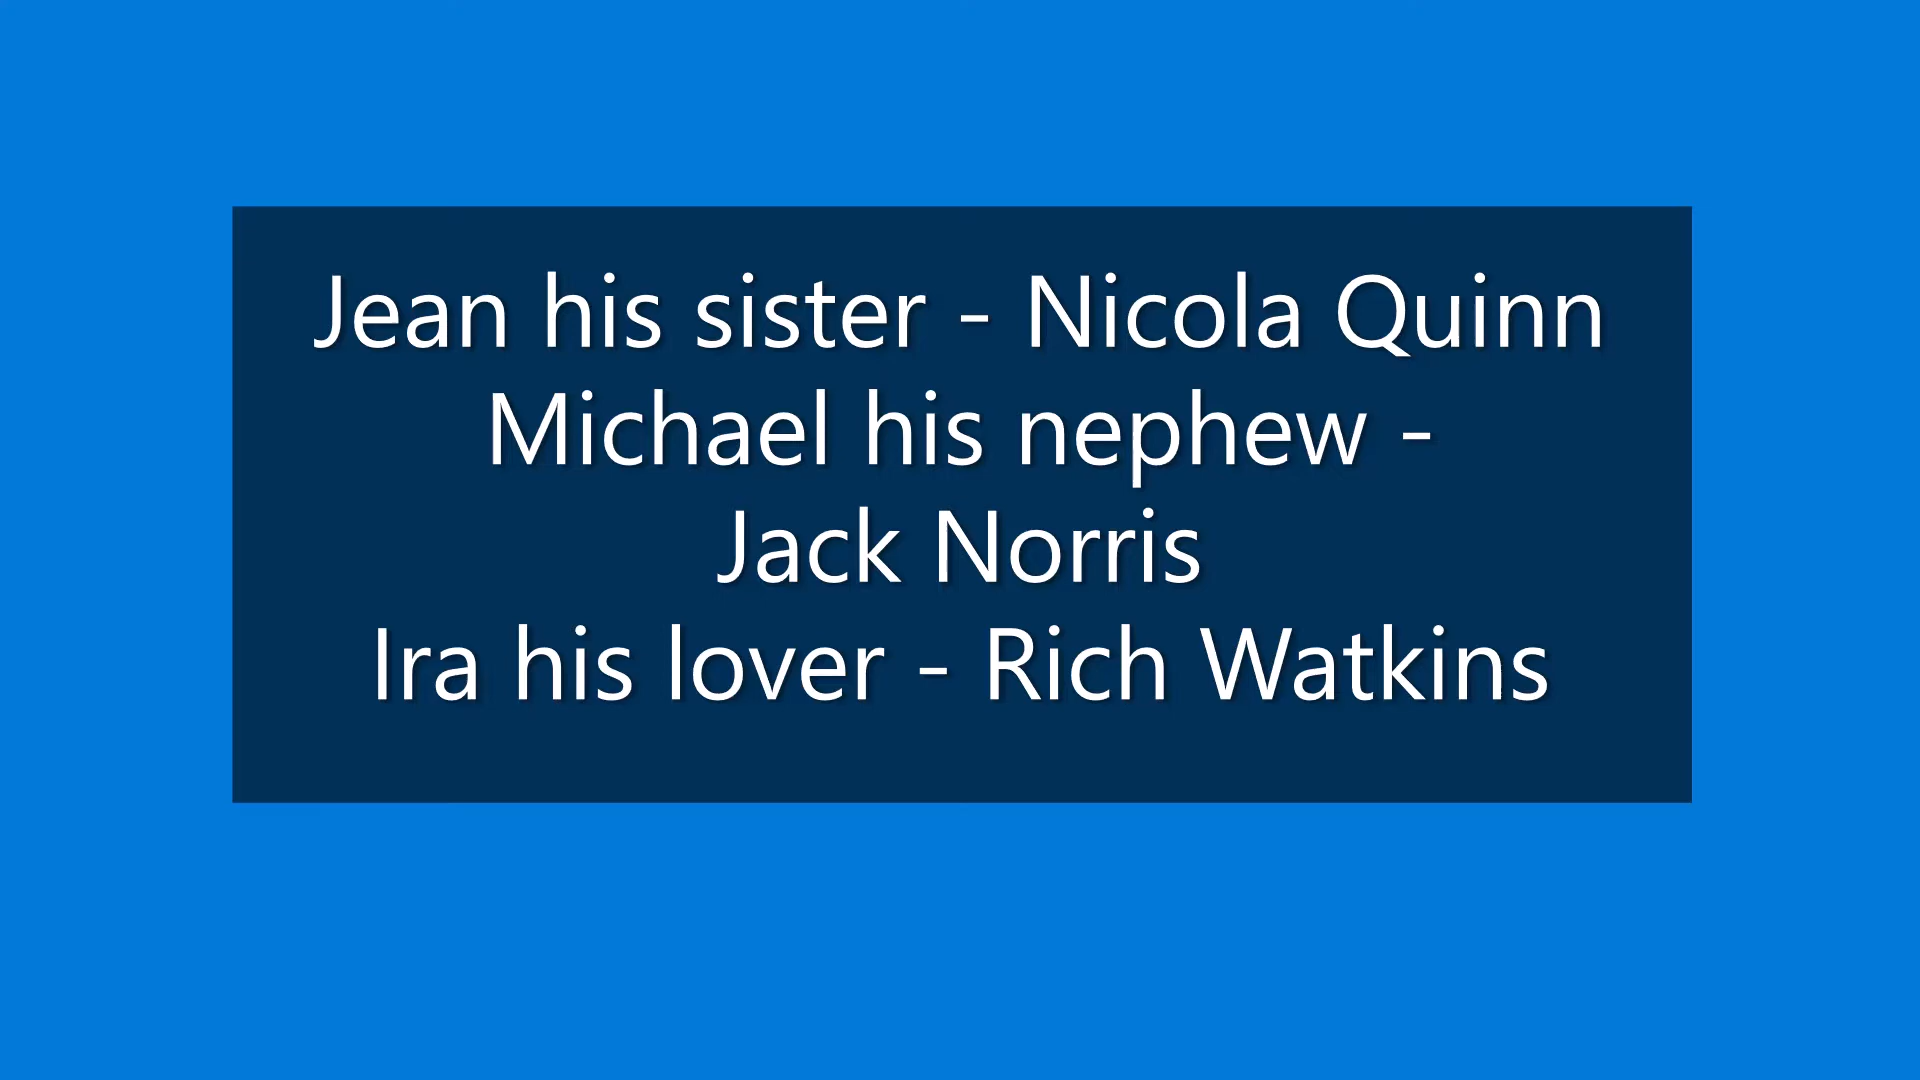 Jean his sister - Nicola Quinn
Michael his nephew -
Jack Norris
Ira his lover - Rich Watkins